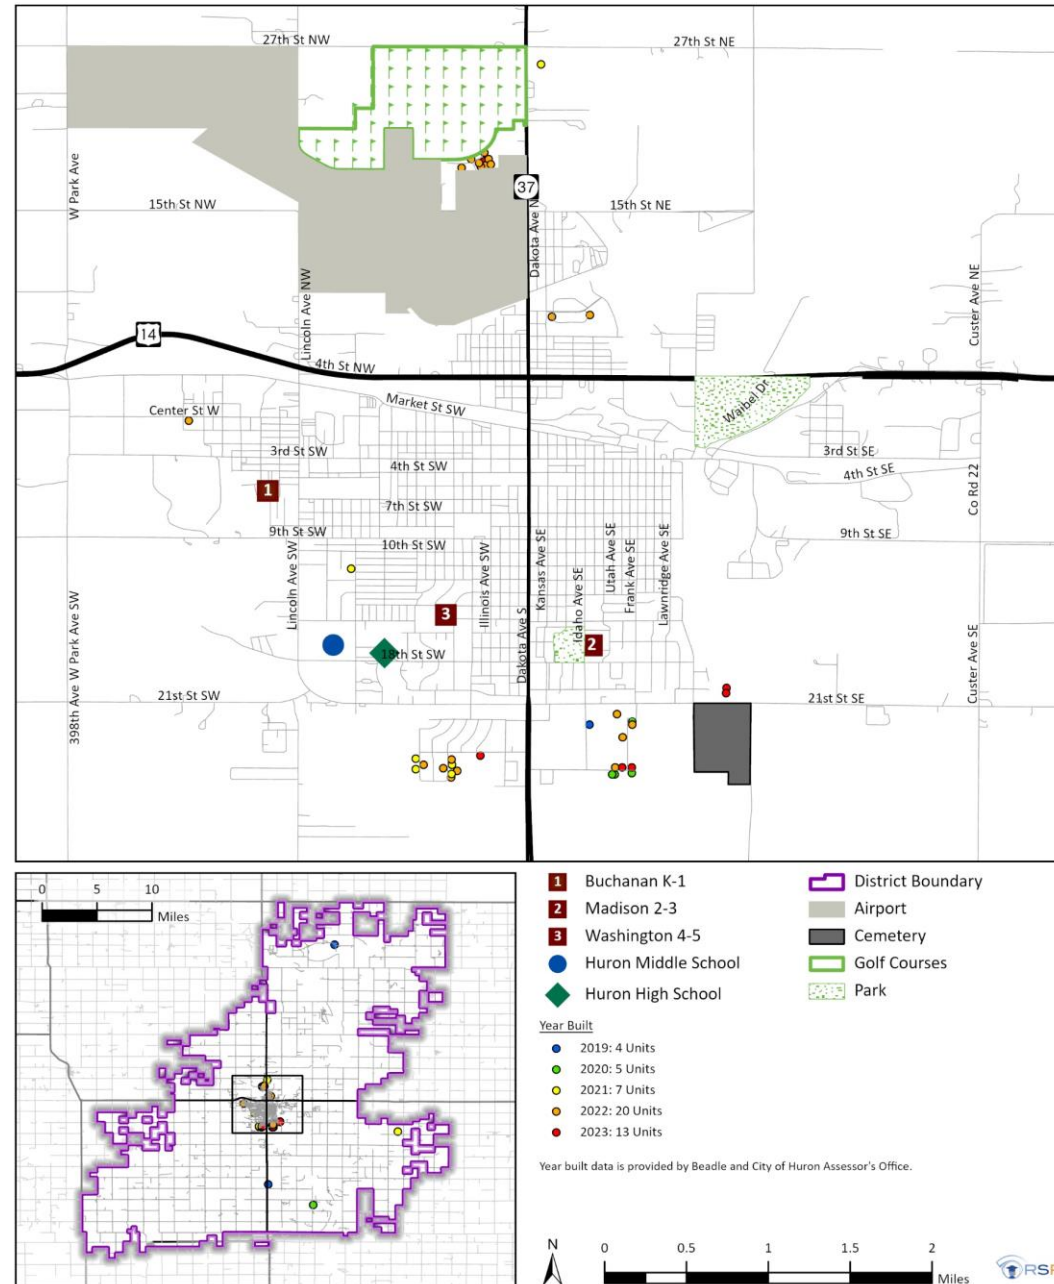 27th St NW
27th St NE
W Park Ave
37
15th St NW
15th St NE
Dakota Ave N
Lincoln Ave NW
Custer Ave NE
14
4th St NW
Market St SW
Waibel Dr
Center St W
3rd St SW
3rd St SE
4th St SW
4th St SE
1
Co Rd 22
7th St SW
9th St SW
9th St SE
10th St SW
Lincoln Ave SW
Illinois Ave SW
Kansas Ave SE
Idaho Ave SE
Utah Ave SE
Frank Ave SE
Lawnridge Ave SE
3
2
18th St SW
Dakota Ave S
398th Ave W Park Ave SW
Custer Ave SE
21st St SW
21st St SE
0 5 10
Miles
1 Buchanan K-1
2 Madison 2-3
3 Washington 4-5
Huron Middle School
Huron High School
District Boundary
Airport
Cemetery
Golf Courses
Park
Year Built
2019: 4 Units
2020: 5 Units
2021: 7 Units
2022: 20 Units
2023: 13 Units
Year built data is provided by Beadle and City of Huron Assessor's Office.
N
0 0.5 1 1.5 2
Miles